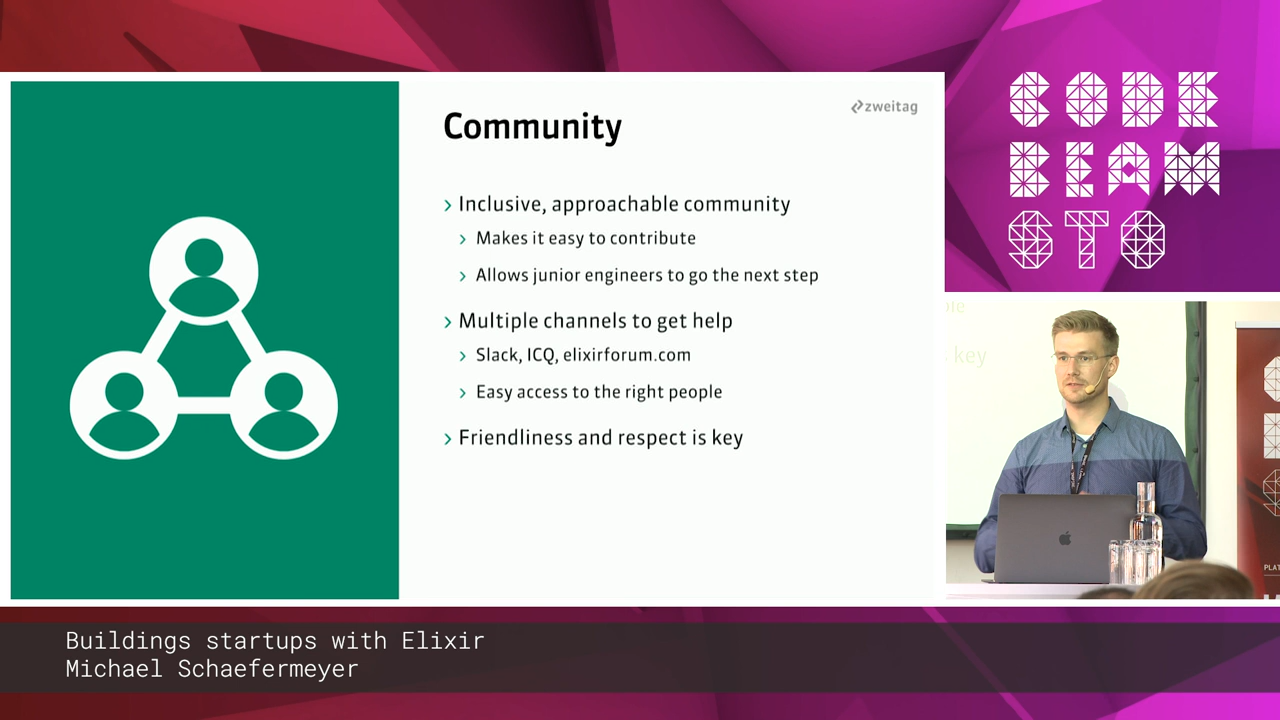 zweitag
Community
› Inclusive, approachable community
› Makes it easy to contribute
› Allows junior engineers to go the next step
› Multiple channels to get help
› Slack, ICQ, elixirforum.com
› Easy access to the right people
› Friendliness and respect is key
CODE
BEAM
STO
key
PLAT
Buildings startups with Elixir
Michael Schaefermeyer